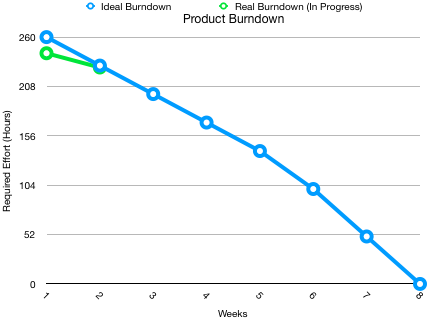 Ideal Burndown Real Burndown (In Progress)
Product Burndown
260
208
156
104
52
0
Required Effort (Hours)
1 2 3 4 5 6 7 8
Weeks